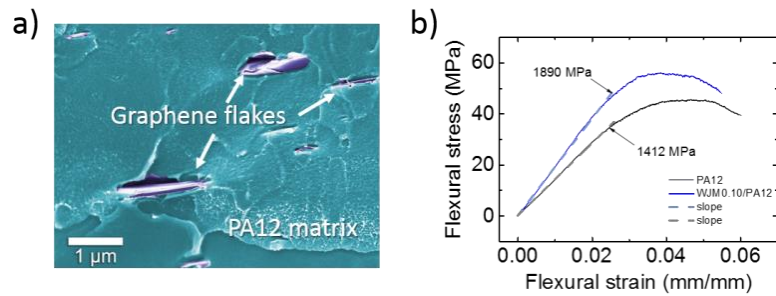 a)
Graphene flakes
PA12 matrix
1 µm
b)
Flexural stress (MPa)
60
40
20
0
1890 MPa
1412 MPa
PA12
WJM0.10/PA12
slope
slope
0.00
0.02
0.04
0.06
Flexural strain (mm/mm)